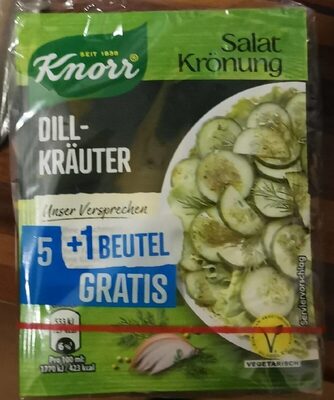 SEIT 1838
Knorr®
Salat
Krönung
DILL-
KRÄUTER
Unser Versprechen
5 +1 BEUTEL
GRATIS
6%
Pro 100 ml:
1770 kJ / 423 kcal
Serviervorschlag
V
VEGETARISCH